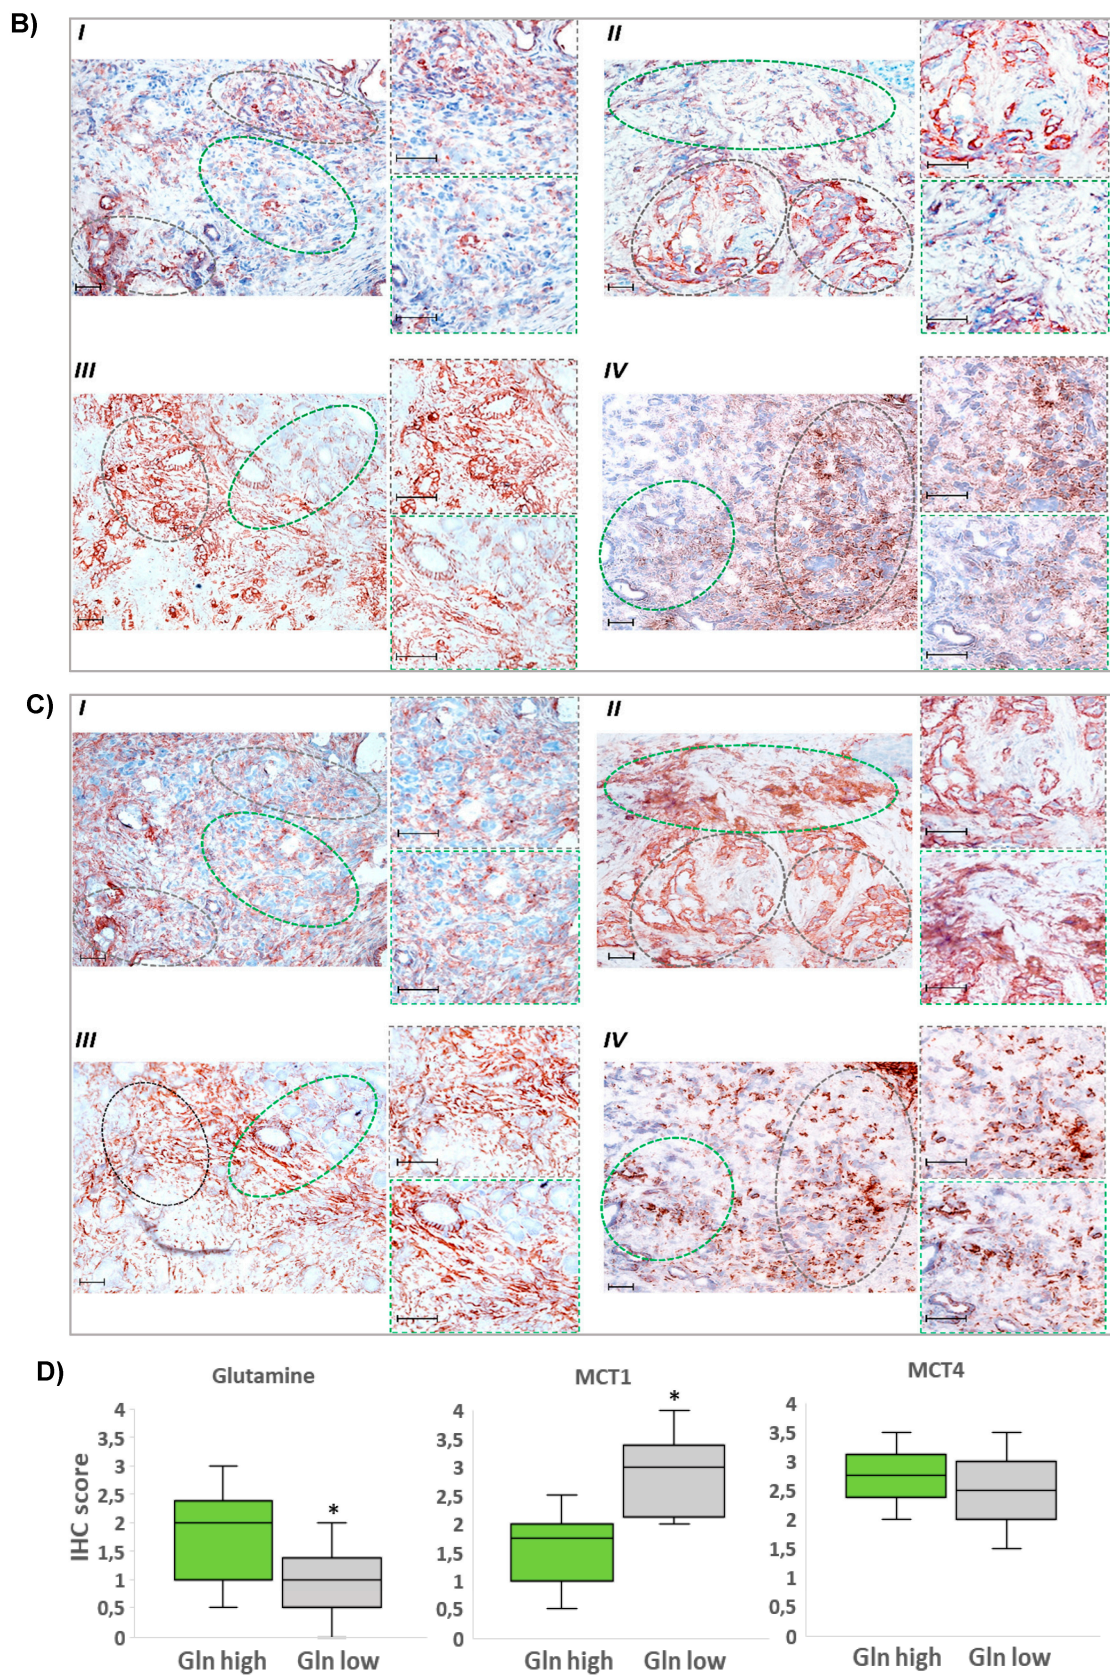 B)
I
II
III
IV
C)
I
II
III
IV
D)
Glutamine
MCT1
MCT4
IHC score
4
3,5
3
2,5
2
1,5
1
0,5
0
*
Gln high
Gln low
4
3,5
3
2,5
2
1,5
1
0,5
0
*
Gln high
Gln low
4
3,5
3
2,5
2
1,5
1
0,5
0
Gln high
Gln low